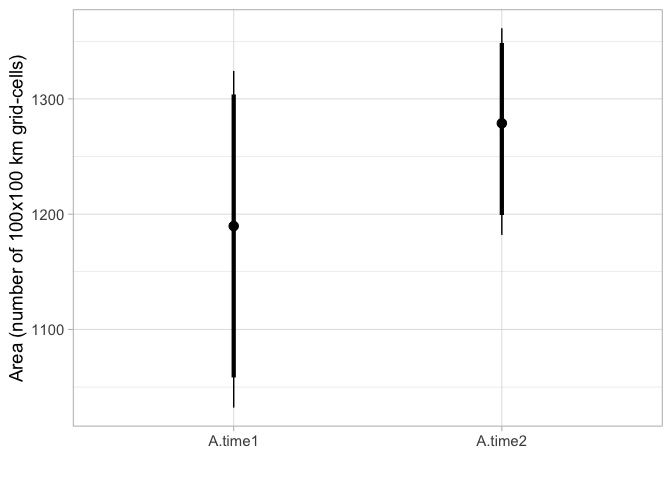 Area (number of 100x100 km grid-cells)
1300
1200
1100
A.time1
A.time2